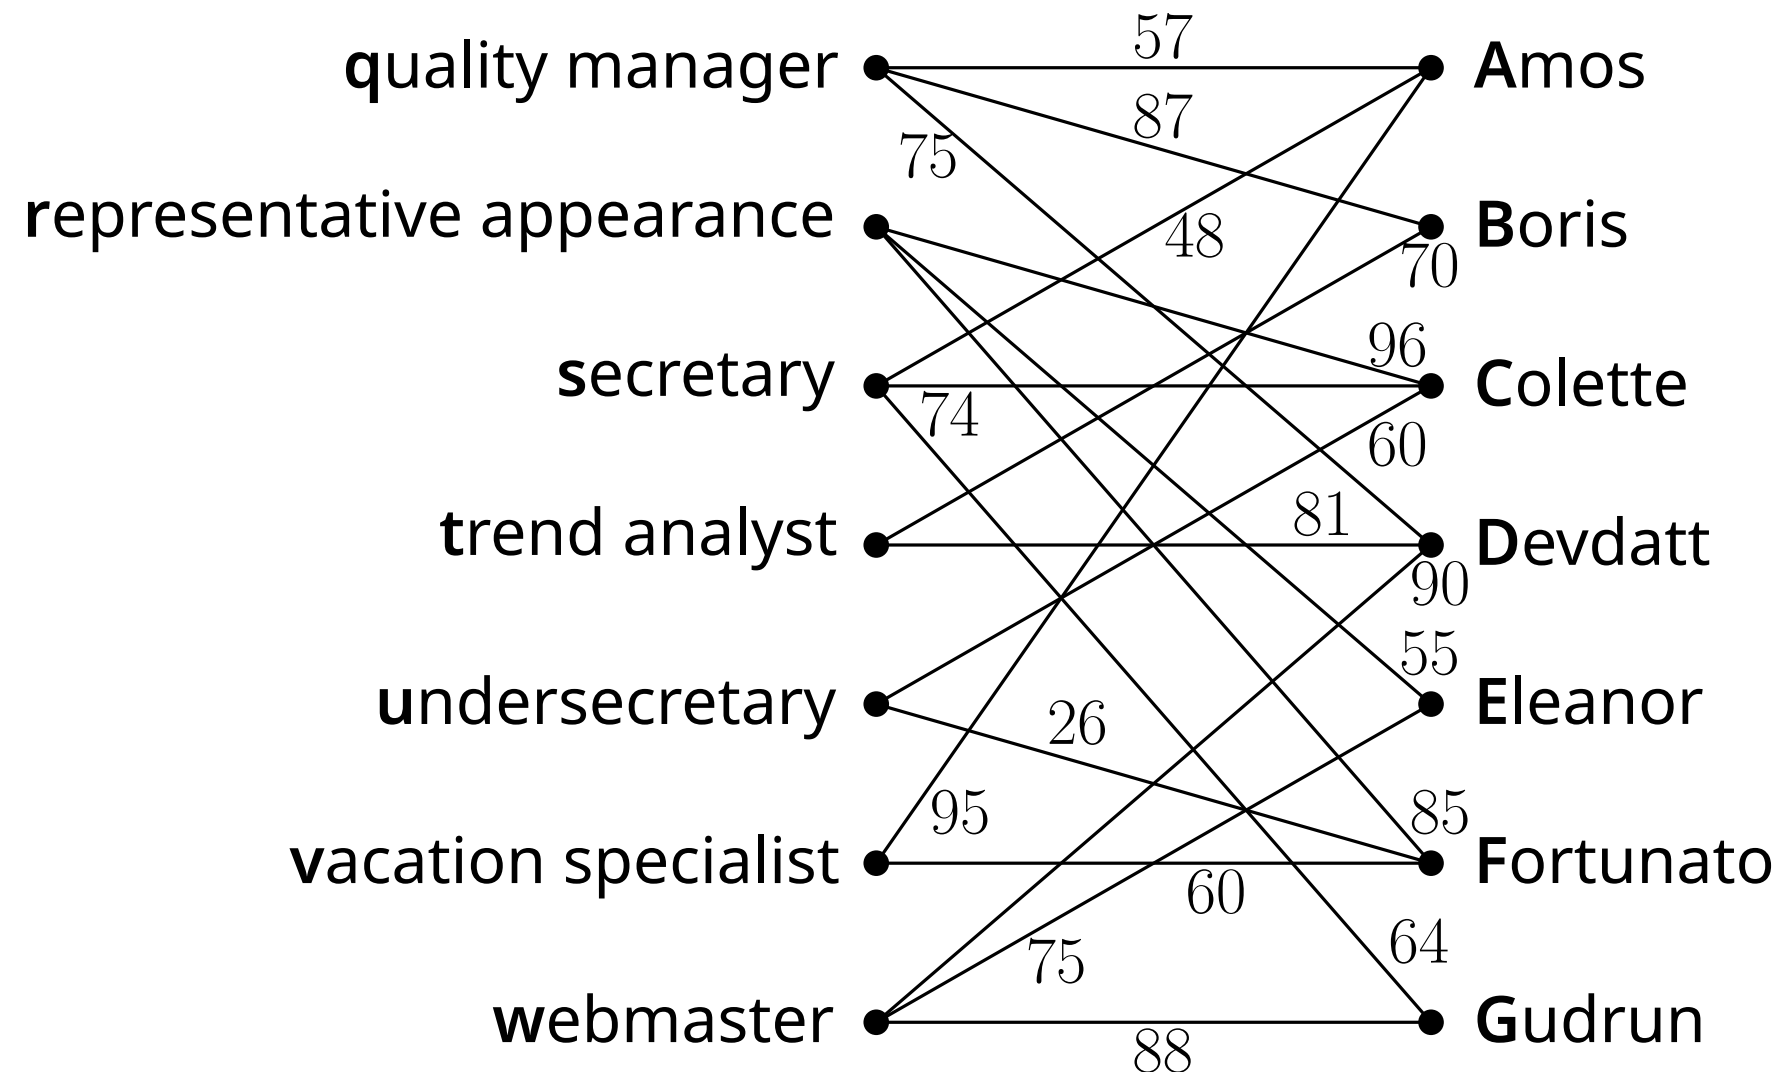 57
quality manager
Amos
87
75
representative appearance
Boris
48
70
96
secretary
Colette
74
60
81
trend analyst
Devdatt
90
55
undersecretary
Eleanor
26
95
85
vacation specialist
Fortunato
60
64
75
webmaster
Gudrun
88